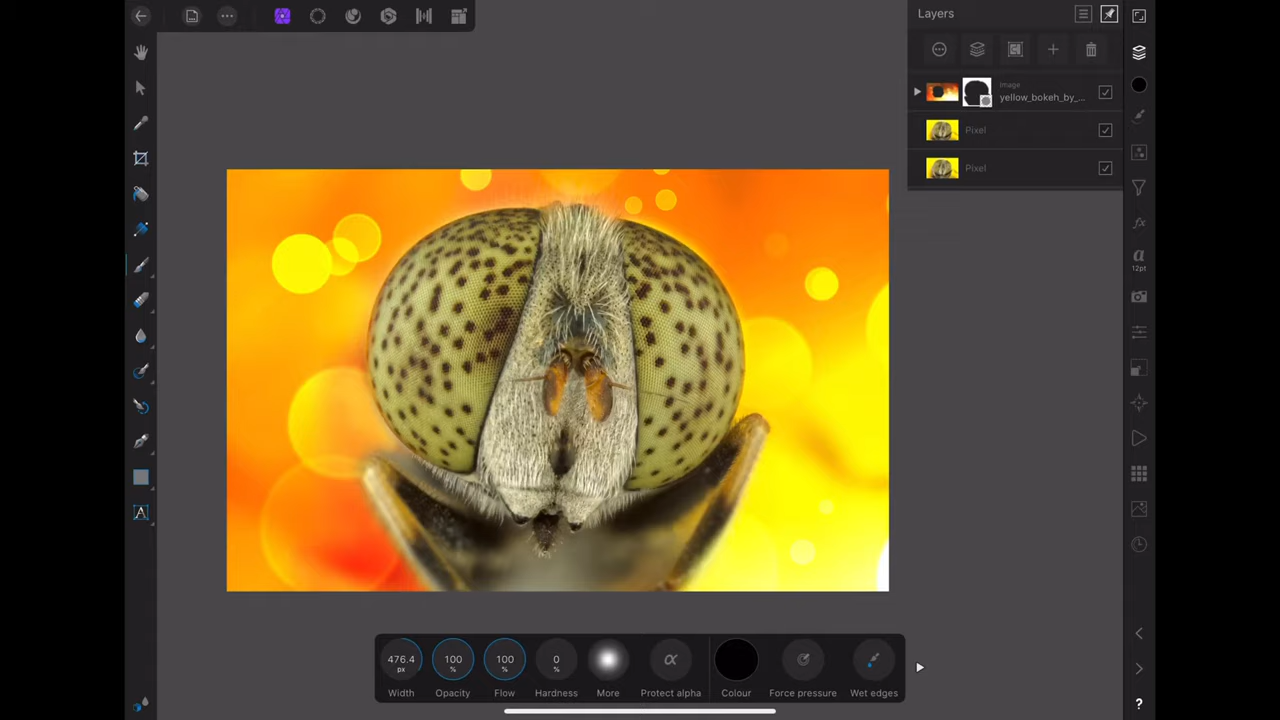 Layers
image
yellow_bokeh_by_...
Pixel
Pixel
α
12pt
A
476.4
px
100
%
100
%
0
%
α
Width
Opacity
Flow
Hardness
More
Protect alpha
Colour
Force pressure
Wet edges
?